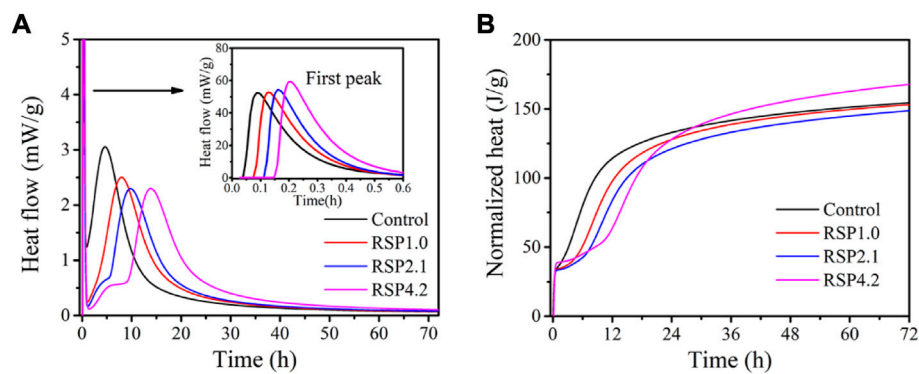 A
Heat flow (mW/g)
5
4
3
2
1
0
0 10 20 30 40 50 60 70
Time (h)
Heat flow (mW/g)
80
60
40
20
0
0.0 0.1 0.2 0.3 0.4 0.5 0.6
Time(h)
First peak
Control
RSP1.0
RSP2.1
RSP4.2
B
Normalized heat (J/g)
200
150
100
50
0
0 12 24 36 48 60 72
Time (h)
Control
RSP1.0
RSP2.1
RSP4.2